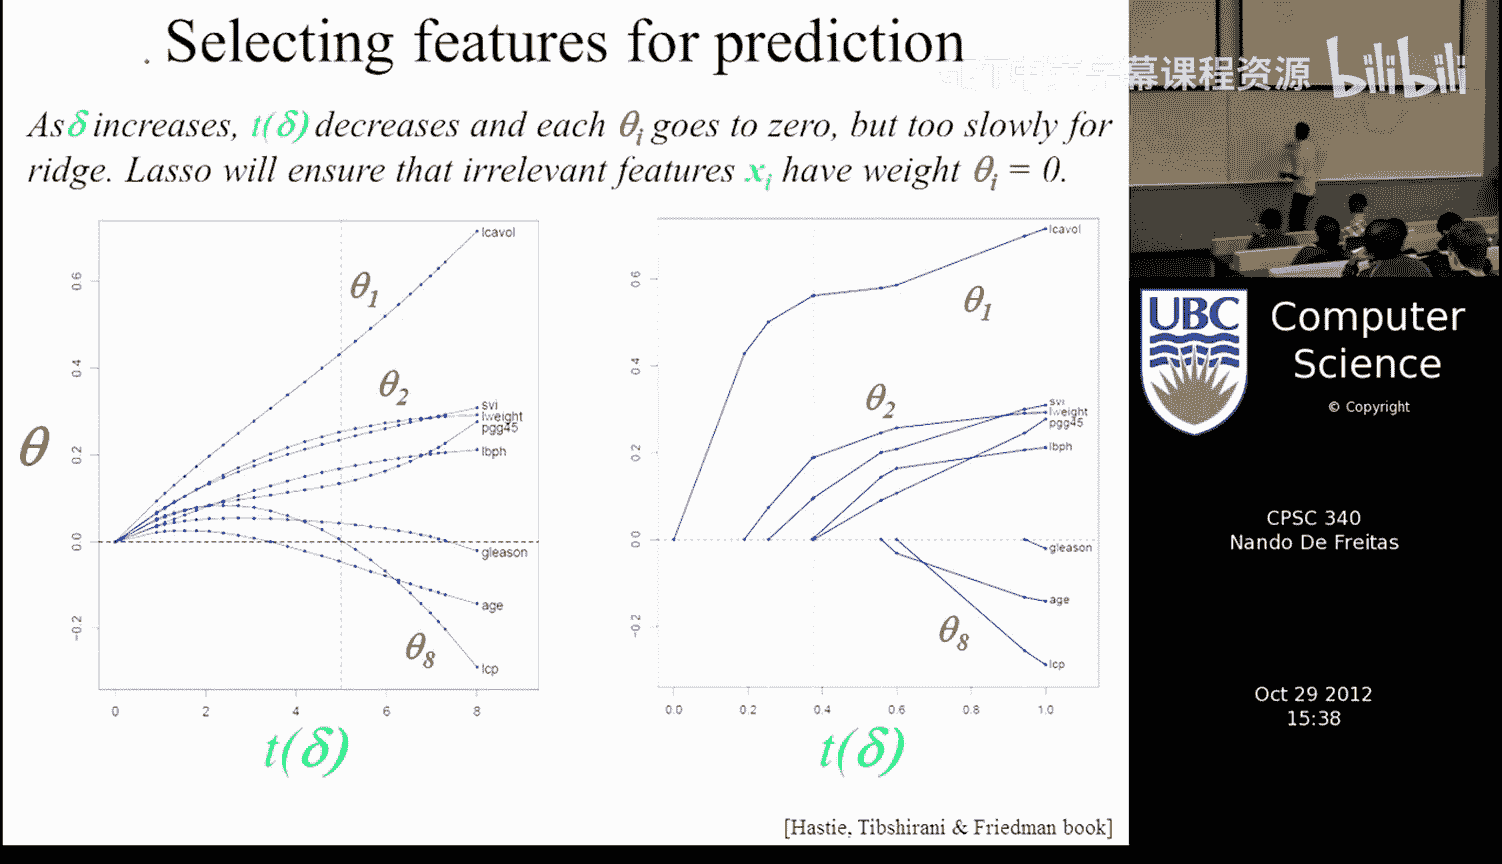 Selecting features for prediction
As δ increases, t(δ) decreases and each θi goes to zero, but too slowly for
ridge. Lasso will ensure that irrelevant features xi have weight θi = 0.
幕课程资源 bilibili
θ
0.6
0.4
0.2
0.0
-0.2
θ1
θ2
θ8
lcavol
svi
lweight
pgg45
lbph
gleason
age
lcp
0 2 4 6 8
t(δ)
0.6
0.4
0.2
0.0
-0.2
θ1
θ2
θ8
lcavol
svi
lweight
pgg45
lbph
gleason
age
lcp
0.0 0.2 0.4 0.6 0.8 1.0
t(δ)
[Hastie, Tibshirani & Friedman book]
UBC
Computer
Science
© Copyright
CPSC 340
Nando De Freitas
Oct 29 2012
15:38